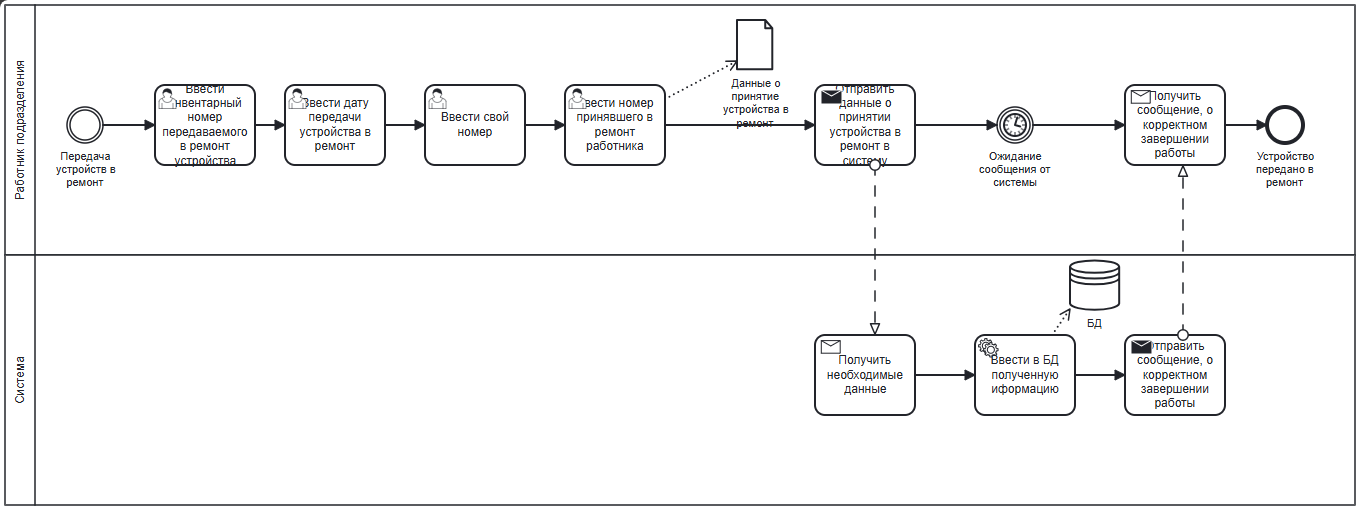 Работник подразделения
Передача
устройств в
ремонт
Ввести
инвентарный
номер
передаваемого
в ремонт
устройства
Ввести дату
передачи
устройства в
ремонт
Ввести свой
номер
Ввести номер
принявшего в
ремонт
работника
Данные о
принятие
устройства в
ремонт
Отправить
данные о
принятии
устройства в
ремонт в
систему
Ожидание
сообщения от
системы
Получить
сообщение, о
корректном
завершении
работы
Устройство
передано в
ремонт
Система
Получить
необходимые
данные
Ввести в БД
полученную
иформацию
БД
Отправить
сообщение, о
корректном
завершении
работы